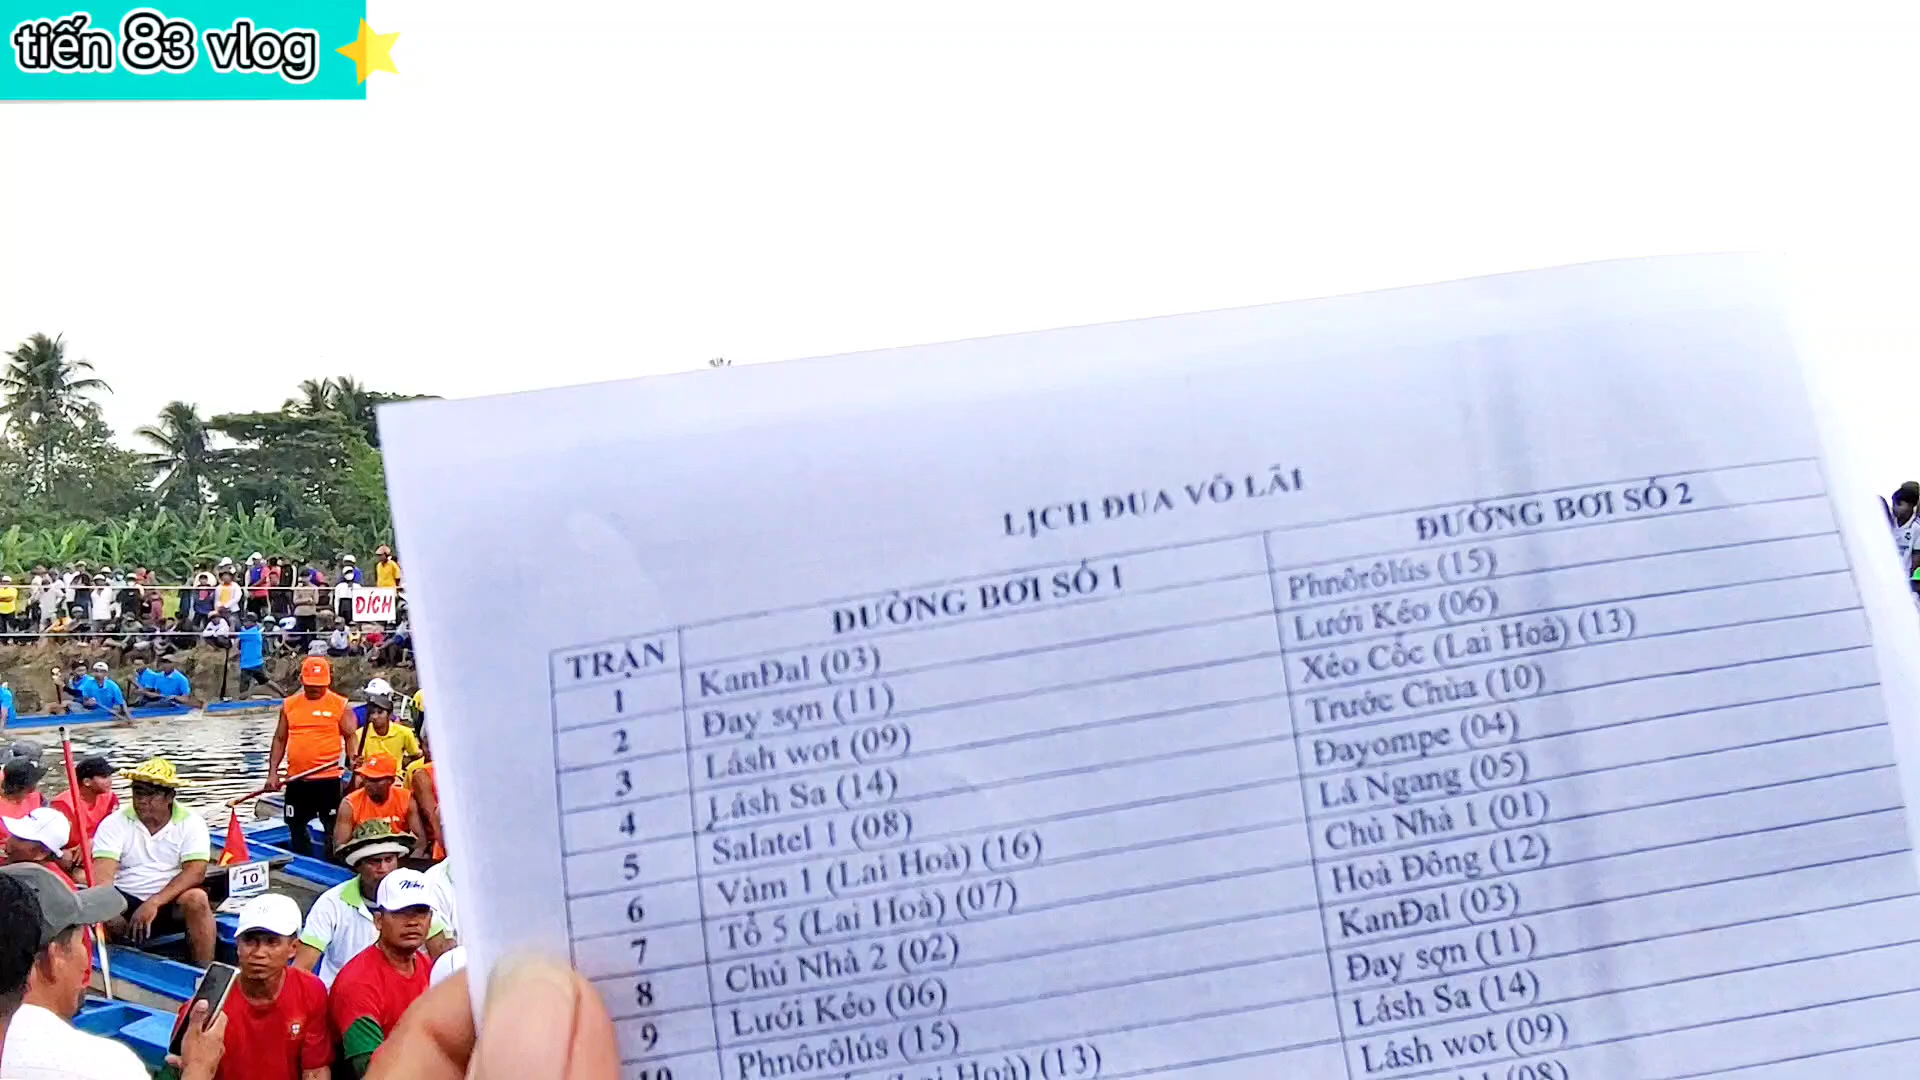 tiến 83 vlog
ĐÍCH
10
LỊCH ĐUA VỎ LÃI
TRẬN ĐƯỜNG BƠI SỐ 1 ĐƯỜNG BƠI SỐ 2
1 KanĐal (03) Phnôrôlús (15)
2 Đay sợn (11) Lưới Kéo (06)
3 Lásh wot (09) Xẻo Cốc (Lai Hoà) (13)
4 Lásh Sa (14) Trước Chùa (10)
5 Salatel 1 (08) Đayompe (04)
6 Vàm 1 (Lai Hoà) (16) Lá Ngang (05)
7 Tổ 5 (Lai Hoà) (07) Chủ Nhà 1 (01)
8 Chủ Nhà 2 (02) Hoà Đông (12)
9 Lưới Kéo (06) KanĐal (03)
10 Phnôrôlús (15) Đay sợn (11)
(Lai Hoà) (13) Lásh Sa (14)
Lásh wot (09)
(08)